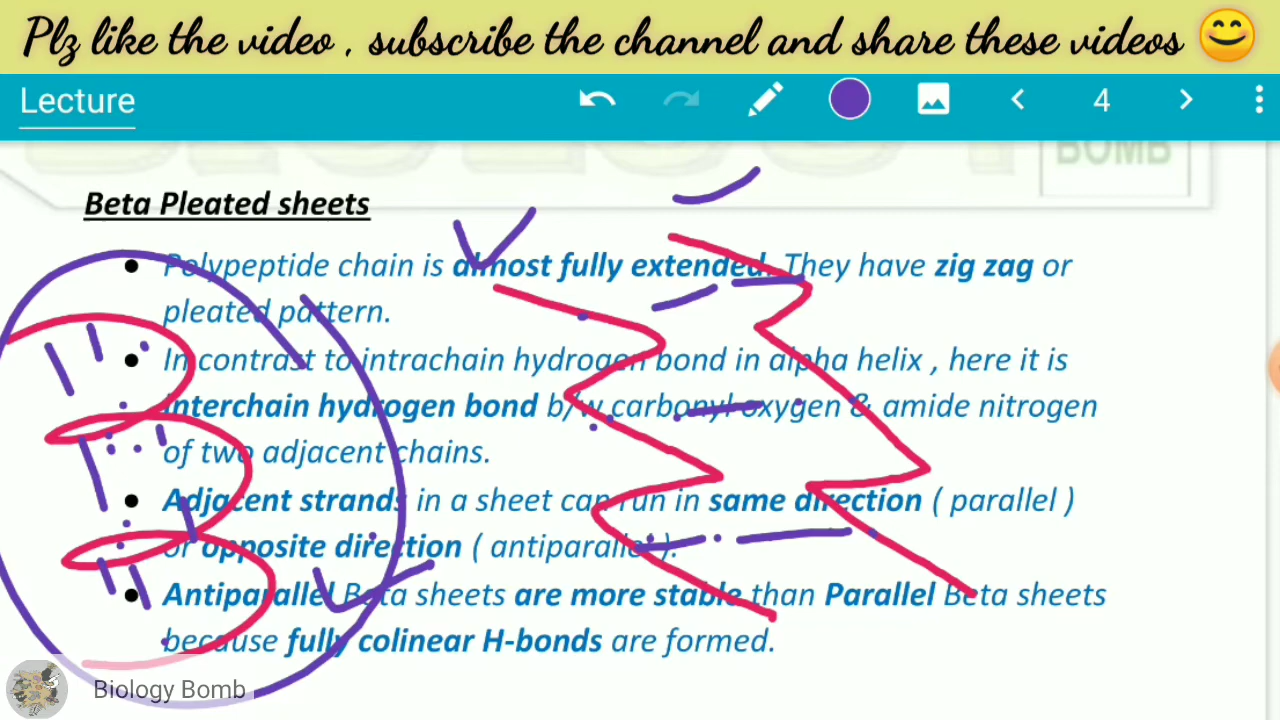 Plz like the video , subscribe the channel and share these videos 😊
Lecture
4
BOMB
Beta Pleated sheets
• Polypeptide chain is almost fully extended. They have zig zag or
pleated pattern.
• In contrast to intrachain hydrogen bond in alpha helix , here it is
interchain hydrogen bond b/w carbonyl oxygen & amide nitrogen
of two adjacent chains.
• Adjacent strands in a sheet can run in same direction ( parallel )
or opposite direction ( antiparallel ).
• Antiparallel Beta sheets are more stable than Parallel Beta sheets
because fully colinear H-bonds are formed.
Biology Bomb